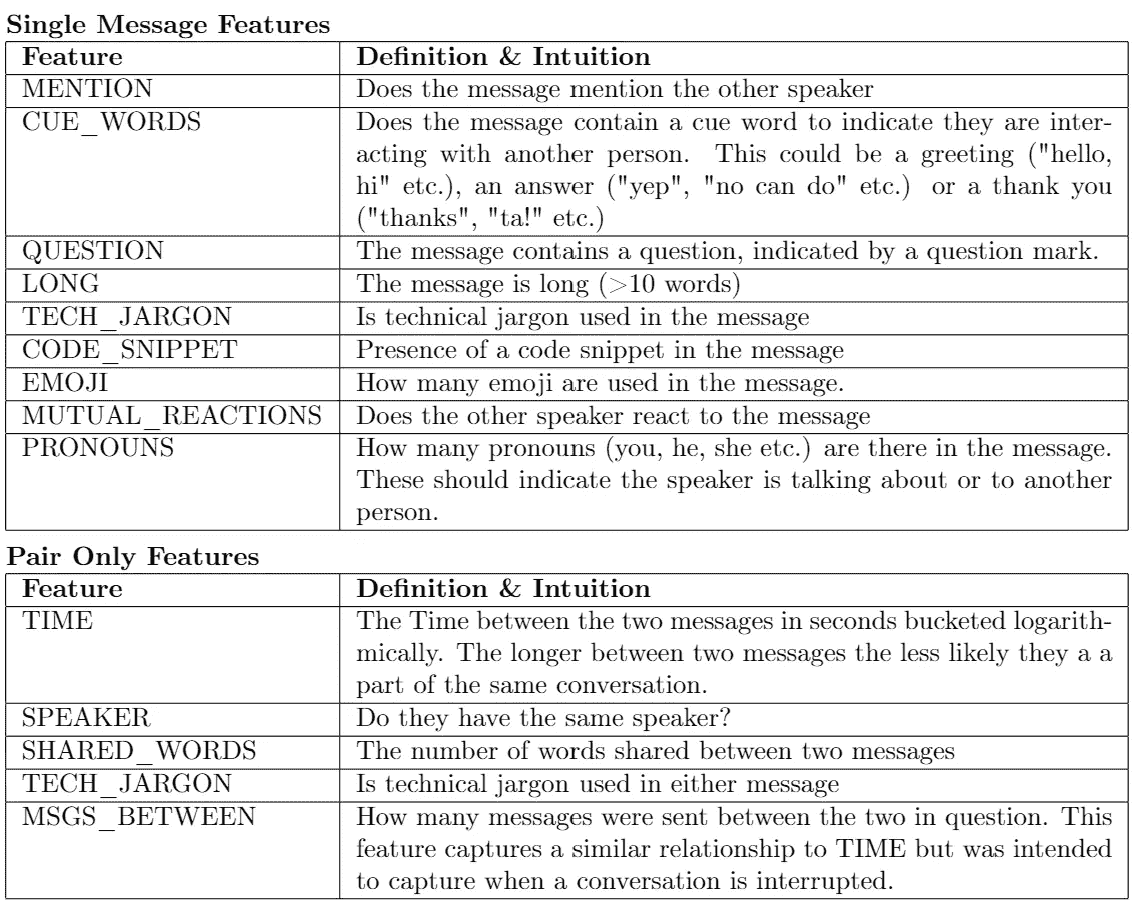 Single Message Features
Feature Definition & Intuition
MENTION Does the message mention the other speaker
CUE_WORDS Does the message contain a cue word to indicate they are inter-
acting with another person. This could be a greeting ("hello,
hi" etc.), an answer ("yep", "no can do" etc.) or a thank you
("thanks", "ta!" etc.)
QUESTION The message contains a question, indicated by a question mark.
LONG The message is long (>10 words)
TECH_JARGON Is technical jargon used in the message
CODE_SNIPPET Presence of a code snippet in the message
EMOJI How many emoji are used in the message.
MUTUAL_REACTIONS Does the other speaker react to the message
PRONOUNS How many pronouns (you, he, she etc.) are there in the message.
These should indicate the speaker is talking about or to another
person.
Pair Only Features
Feature Definition & Intuition
TIME The Time between the two messages in seconds bucketed logarith-
mically. The longer between two messages the less likely they a a
part of the same conversation.
SPEAKER Do they have the same speaker?
SHARED_WORDS The number of words shared between two messages
TECH_JARGON Is technical jargon used in either message
MSGS_BETWEEN How many messages were sent between the two in question. This
feature captures a similar relationship to TIME but was intended
to capture when a conversation is interrupted.